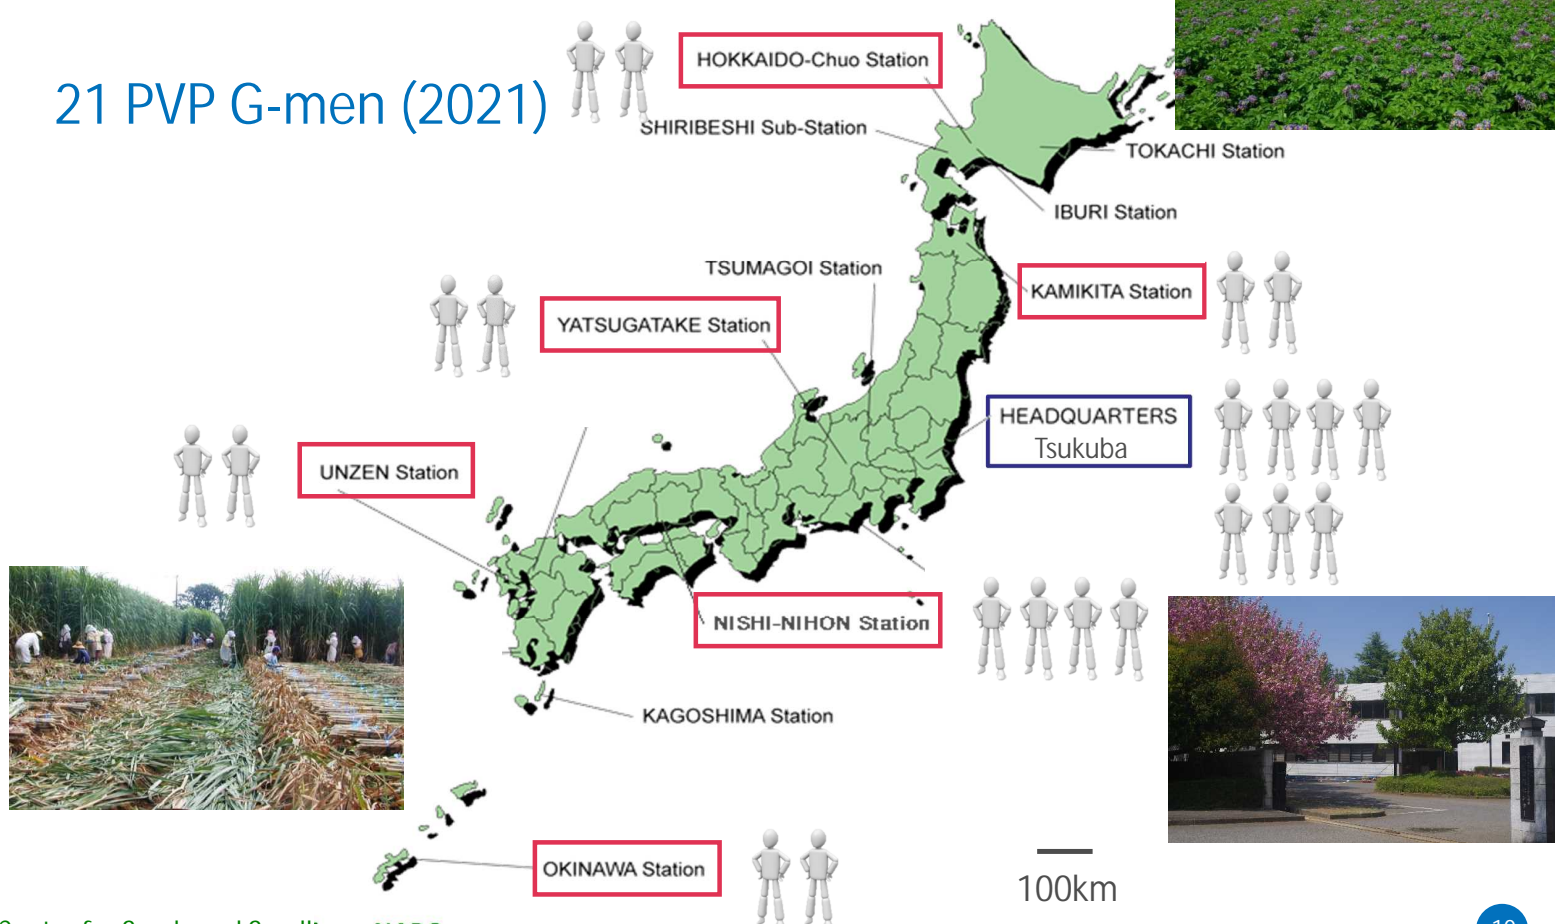 21 PVP G-men (2021)
HOKKAIDO-Chuo Station
SHIRIBESHI Sub-Station
TOKACHI Station
IBURI Station
TSUMAGOI Station
KAMIKITA Station
YATSUGATAKE Station
HEADQUARTERS
Tsukuba
UNZEN Station
NISHI-NIHON Station
KAGOSHIMA Station
OKINAWA Station
100km